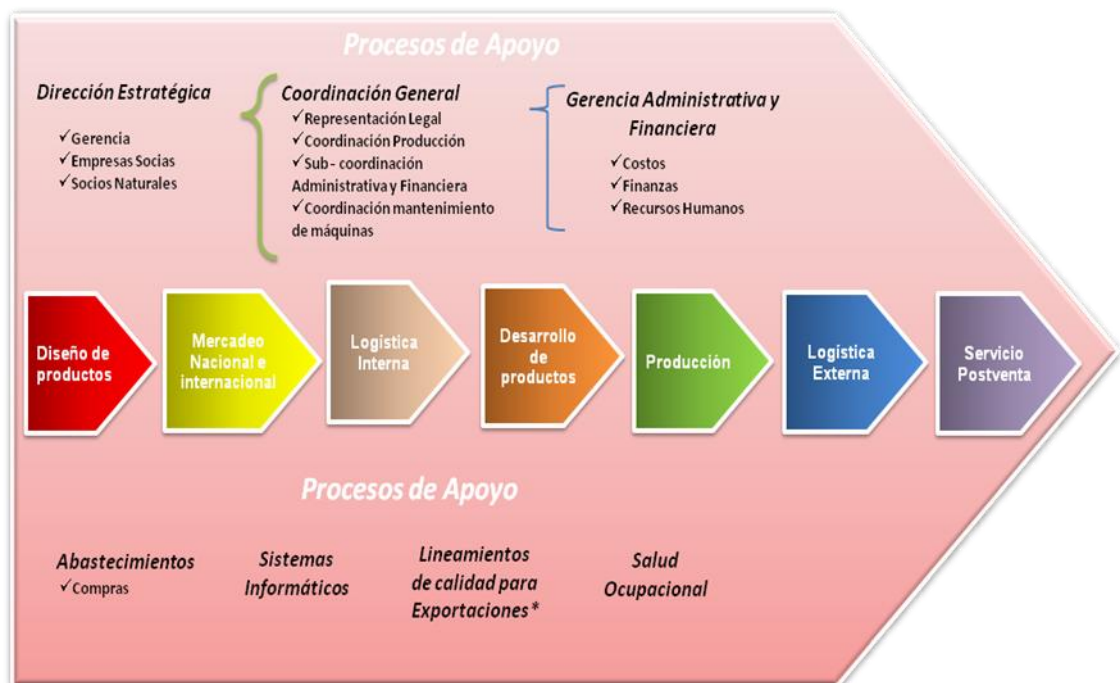 Procesos de Apoyo
Dirección Estratégica
✓Gerencia
✓Empresas Socias
✓Socios Naturales
Coordinación General
✓Representación Legal
✓Coordinación Producción
✓Sub - coordinación
Administrativa y Financiera
✓Coordinación mantenimiento
de máquinas
Gerencia Administrativa y
Financiera
✓Costos
✓Finanzas
✓Recursos Humanos
Diseño de
productos
Mercadeo
Nacional e
internacional
Logística
Interna
Desarrollo
de
productos
Producción
Logística
Externa
Servicio
Postventa
Procesos de Apoyo
Abastecimientos
✓Compras
Sistemas
Informáticos
Lineamientos
de calidad para
Exportaciones *
Salud
Ocupacional